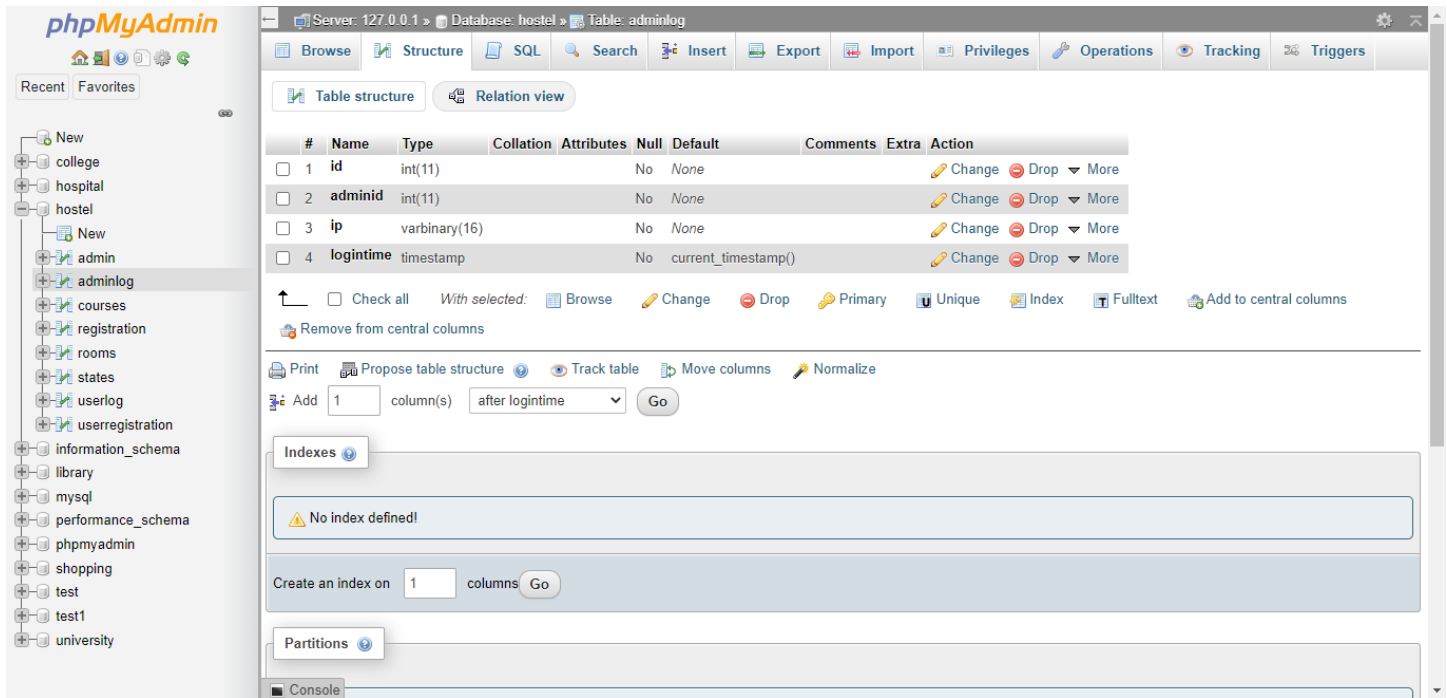 phpMyAdmin
Recent Favorites
New
college
hospital
hostel
New
admin
adminlog
courses
registration
rooms
states
userlog
userregistration
information_schema
library
mysql
performance_schema
phpmyadmin
shopping
test
test1
university
Server: 127.0.0.1 » Database: hostel » Table: adminlog
Browse Structure SQL Search Insert Export Import Privileges Operations Tracking Triggers
Table structure Relation view
# Name Type Collation Attributes Null Default Comments Extra Action
1 id int(11) No None Change Drop More
2 adminid int(11) No None Change Drop More
3 ip varbinary(16) No None Change Drop More
4 logintime timestamp No current_timestamp() Change Drop More
Check all With selected: Browse Change Drop Primary Unique Index Fulltext Add to central columns
Remove from central columns
Print Propose table structure Track table Move columns Normalize
Add 1 column(s) after logintime Go
Indexes
No index defined!
Create an index on 1 columns Go
Partitions
Console